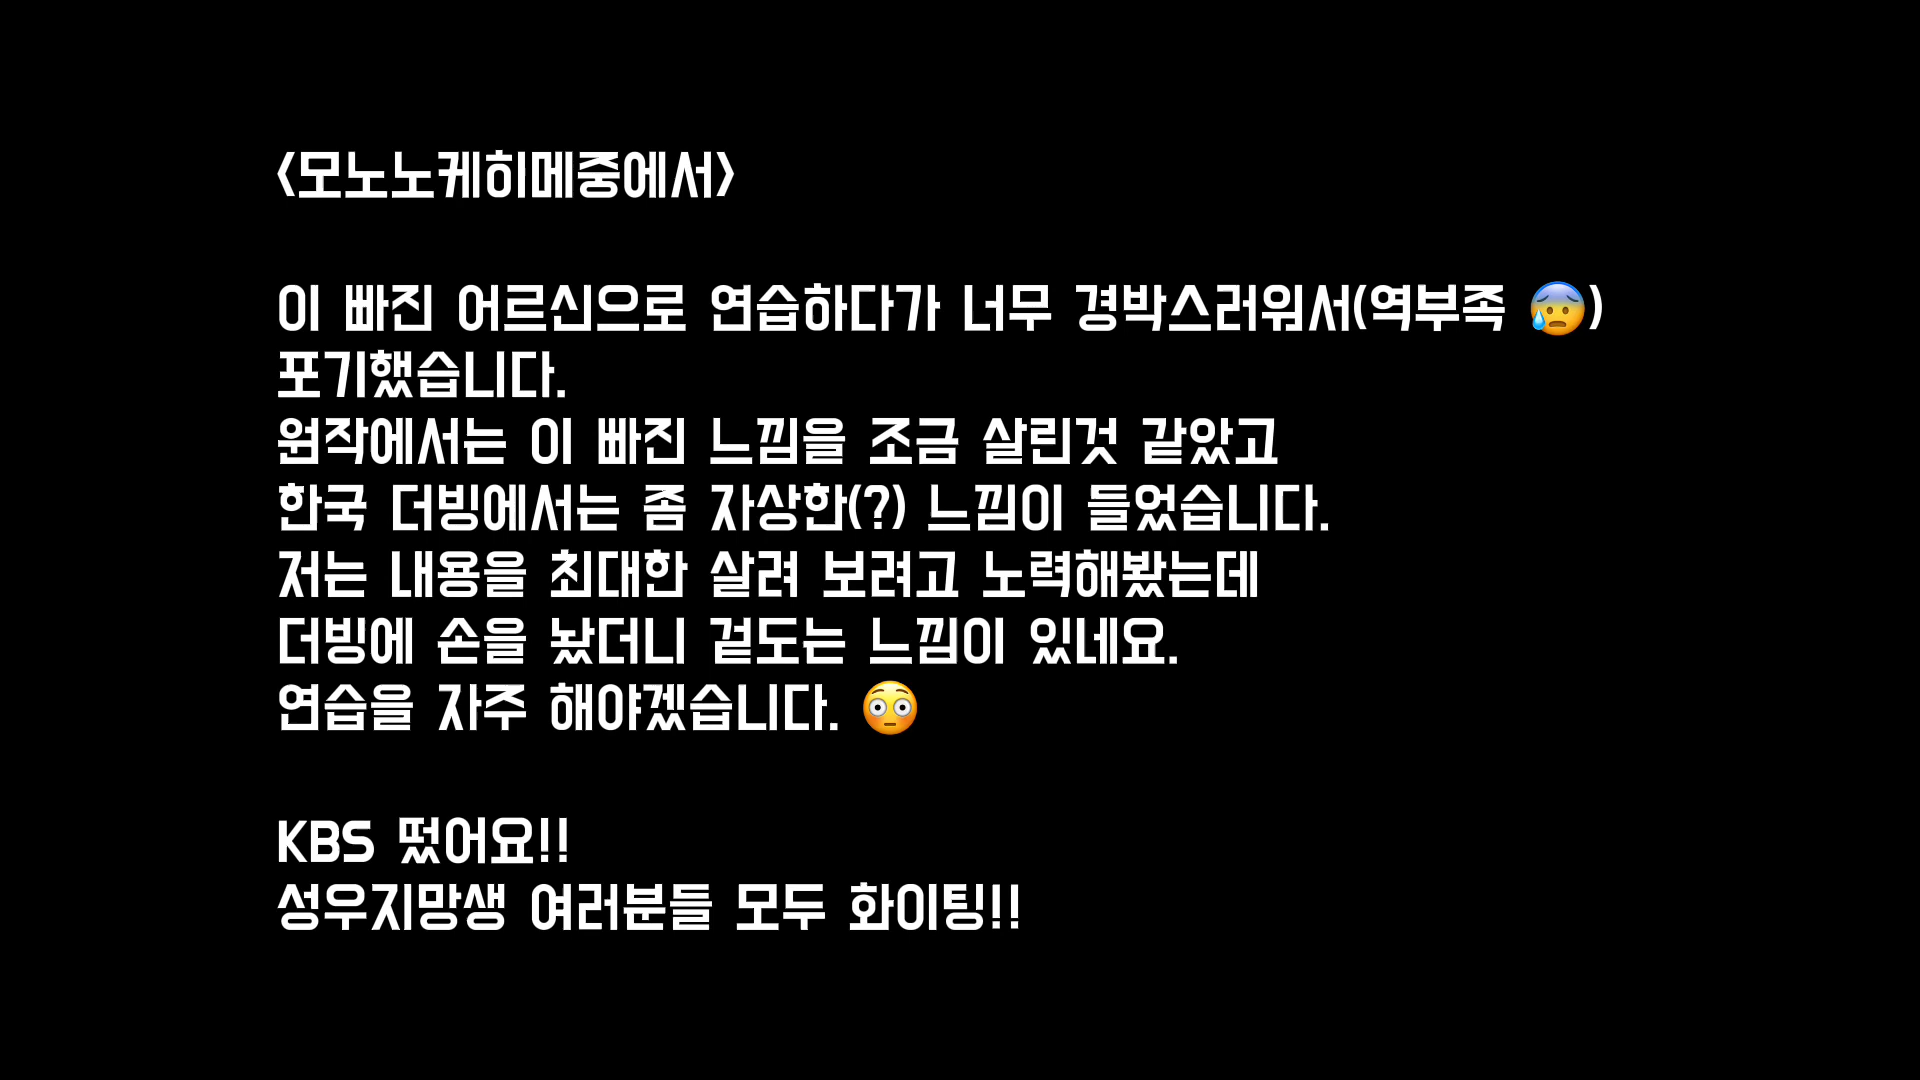 <모노노케히메중에서>
이 빠진 어르신으로 연습하다가 너무 경박스러워서(역부족 😰)
포기했습니다.
원작에서는 이 빠진 느낌을 조금 살린것 같았고
한국 더빙에서는 좀 자상한(?) 느낌이 들었습니다.
저는 내용을 최대한 살려 보려고 노력해봤는데
더빙에 손을 놨더니 겉도는 느낌이 있네요.
연습을 자주 해야겠습니다. 😳
KBS 떴어요!!
성우지망생 여러분들 모두 화이팅!!